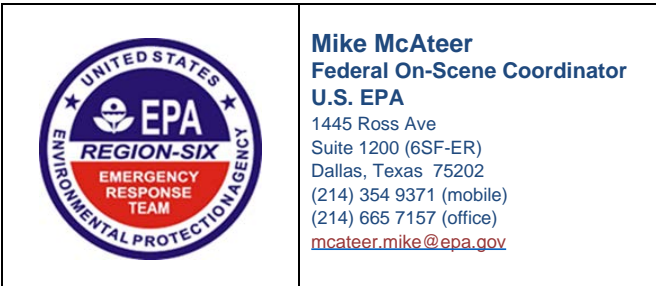 UNITED STATES
ENVIRONMENTAL PROTECTION AGENCY
EPA
REGION-SIX
EMERGENCY
RESPONSE
TEAM
Mike McAteer
Federal On-Scene Coordinator
U.S. EPA
1445 Ross Ave
Suite 1200 (6SF-ER)
Dallas, Texas 75202
(214) 354 9371 (mobile)
(214) 665 7157 (office)
mcateer.mike@epa.gov